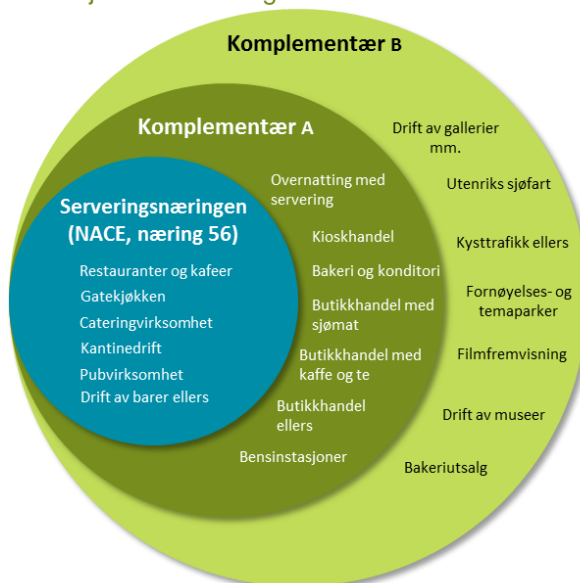 Komplementær B
Komplementær A
Serveringsnæringen
(NACE, næring 56)
Restauranter og kafeer
Gatekjøkken
Cateringvirksomhet
Kantinedrift
Pubvirksomhet
Drift av barer ellers
Overnatting med
servering
Kioskhandel
Bakeri og konditori
Butikkhandel med
sjømat
Butikkhandel med
kaffe og te
Butikkhandel
ellers
Bensinstasjoner
Drift av gallerier
mm.
Utenriks sjøfart
Kysttrafikk ellers
Fornøyelses- og
temaparker
Filmfremvisning
Drift av museer
Bakeriutsalg